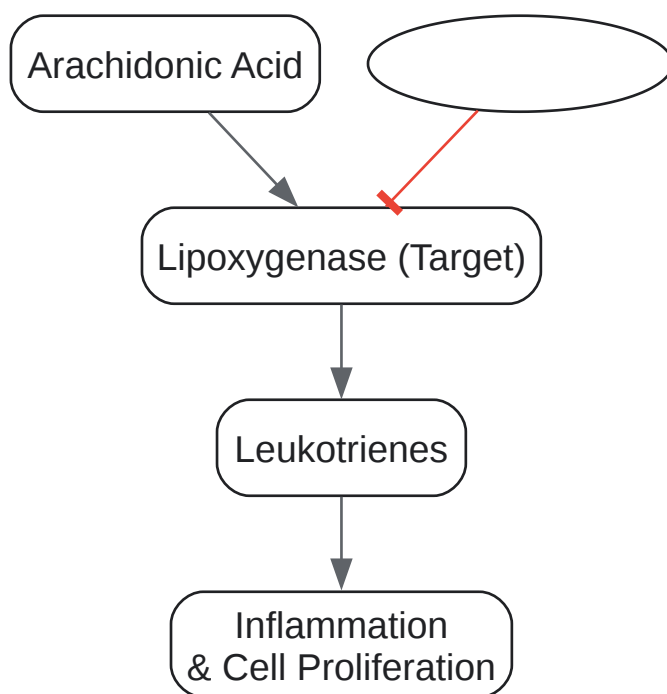 Arachidonic Acid
Lipoxygenase (Target)
Leukotrienes
Inflammation
& Cell Proliferation